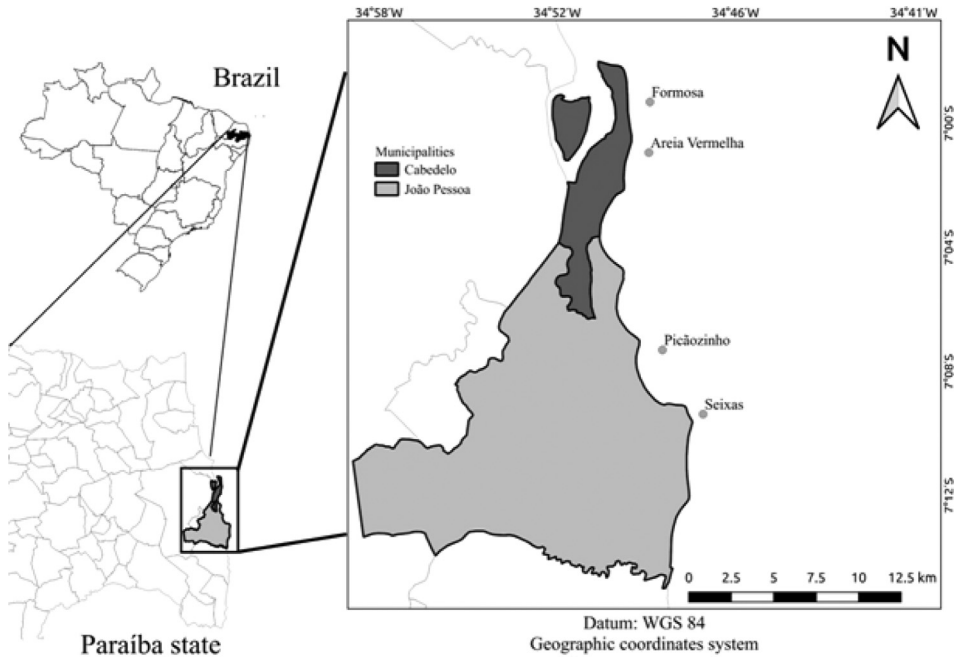 34°58'W 34°52'W 34°46'W 34°41'W
Brazil
N
Formosa
7°00'S
Areia Vermelha
Municipalities
Cabedelo
João Pessoa
7°04'S
Picãozinho
7°08'S
Seixas
7°12'S
0 2.5 5 7.5 10 12.5 km
Datum: WGS 84
Geographic coordinates system
Paraíba state